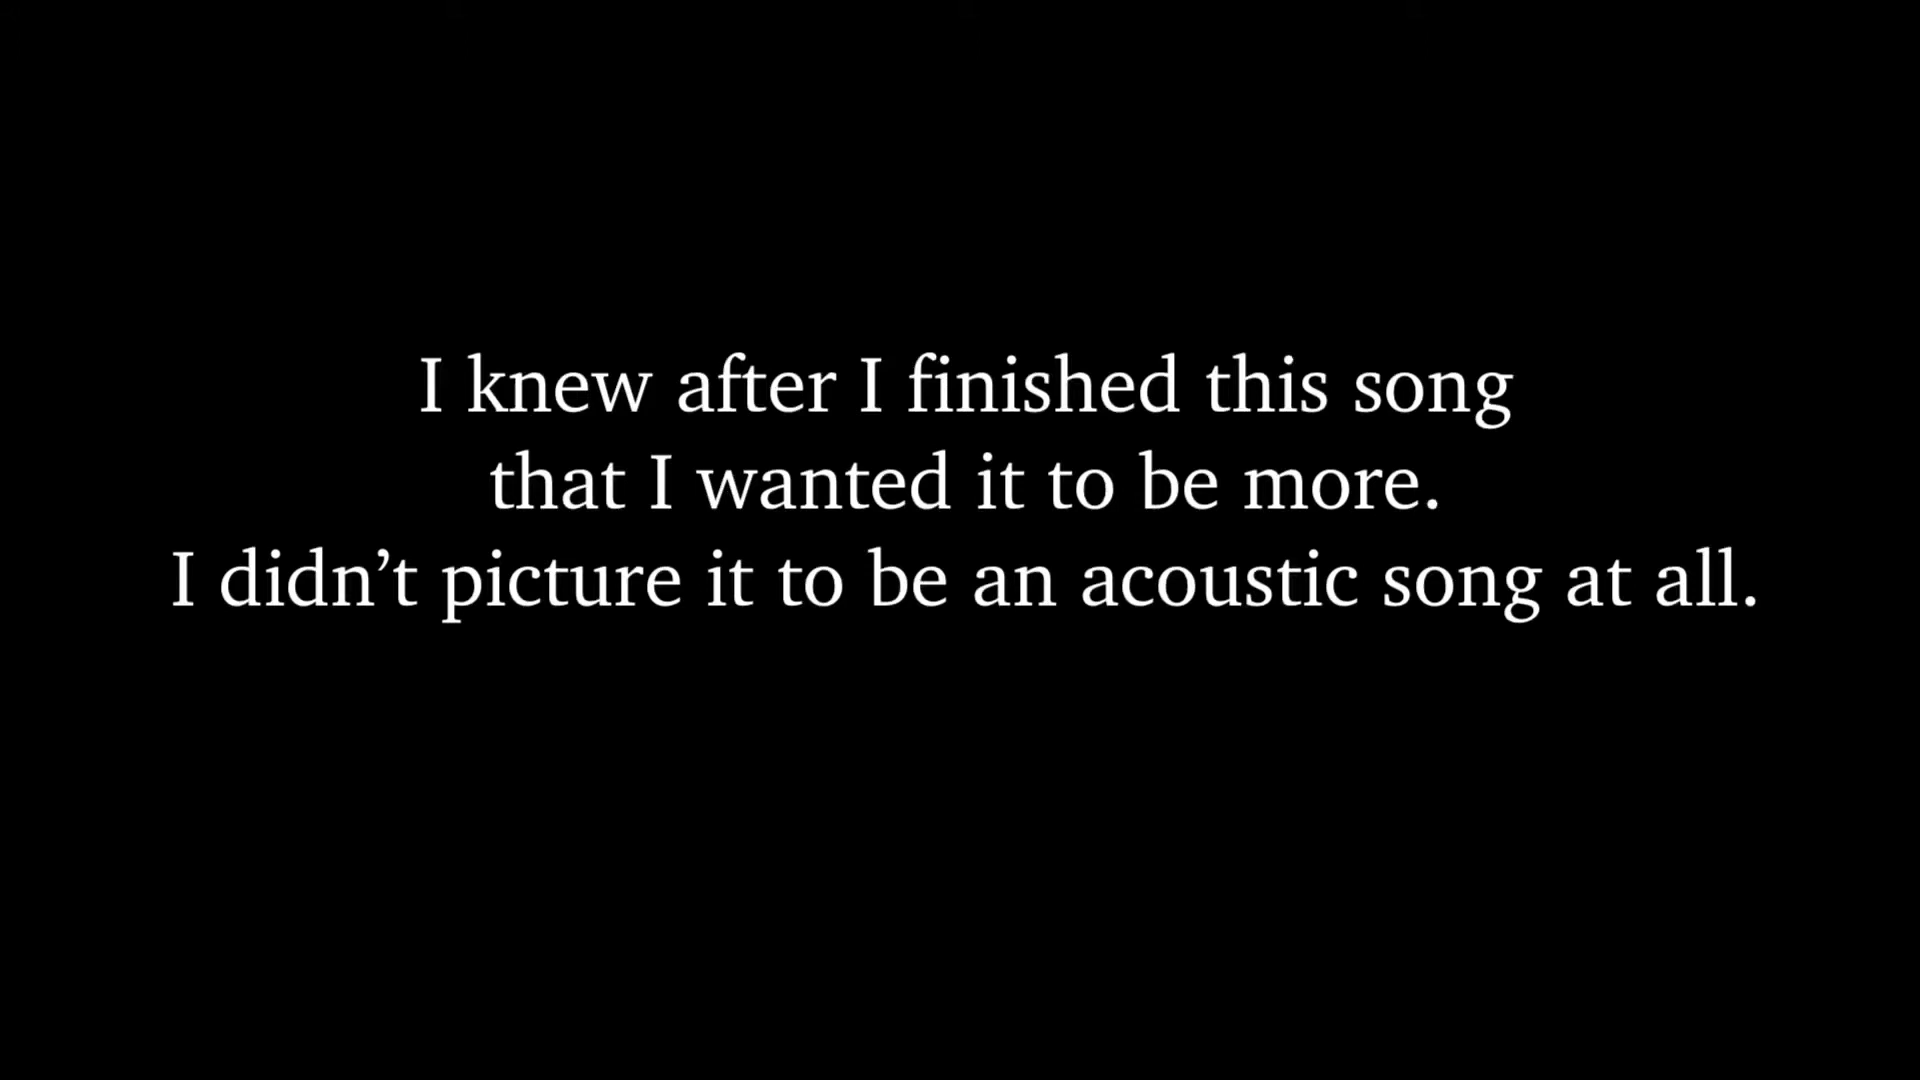 I knew after I finished this song
that I wanted it to be more.
I didn’t picture it to be an acoustic song at all.